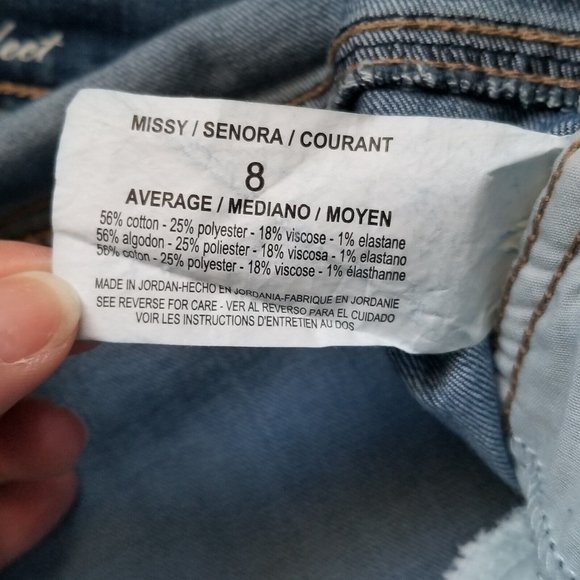 MISSY / SENORA / COURANT
8
AVERAGE / MEDIANO / MOYEN
56% cotton - 25% polyester - 18% viscose - 1% elastane
56% algodon - 25% poliester - 18% viscosa - 1% elastano
56% coton - 25% polyester - 18% viscose - 1% élasthanne
MADE IN JORDAN-HECHO EN JORDANIA-FABRIQUE EN JORDANIE
SEE REVERSE FOR CARE - VER AL REVERSO PARA EL CUIDADO
VOIR LES INSTRUCTIONS D'ENTRETIEN AU DOS